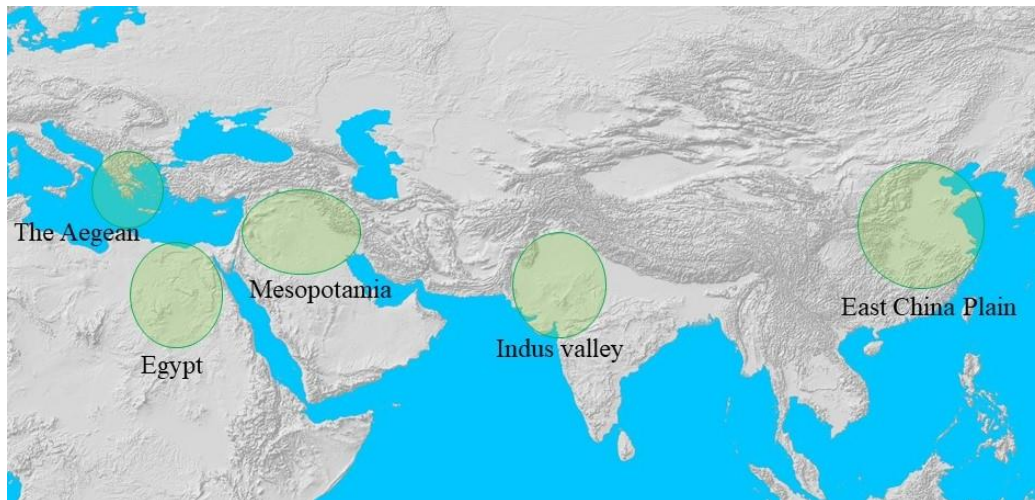 The Aegean
Mesopotamia
Egypt
Indus valley
East China Plain